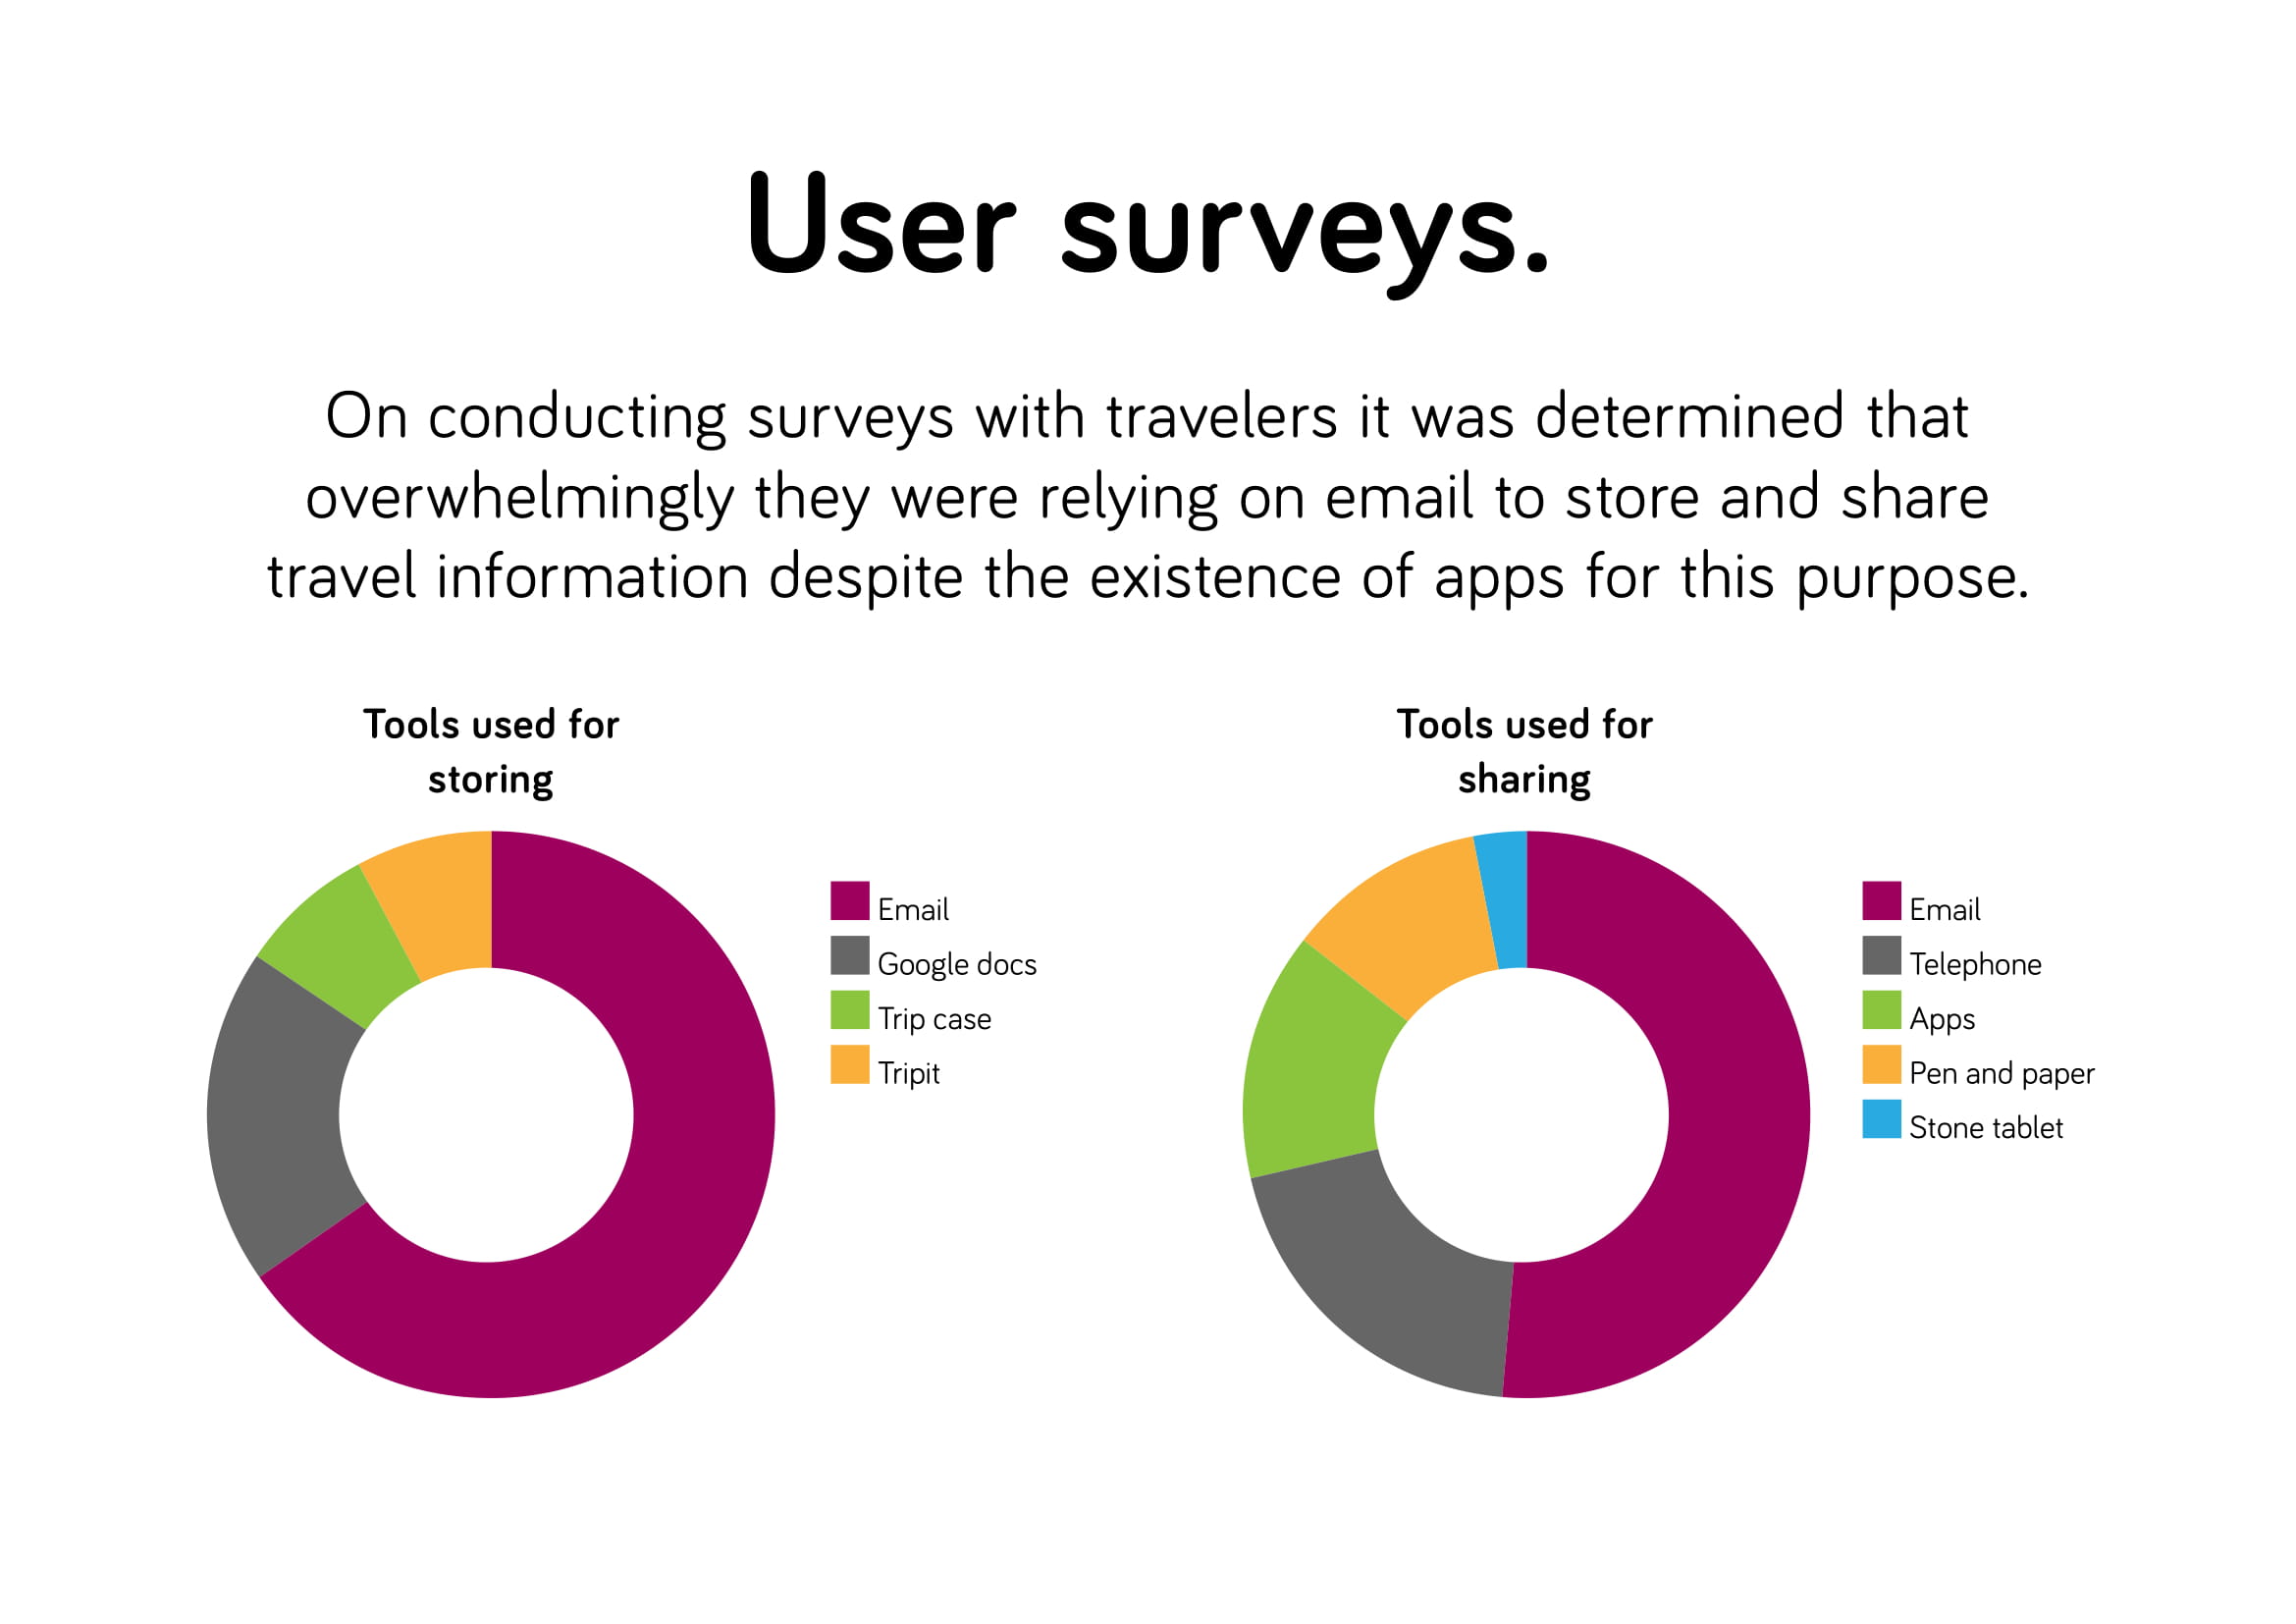 User surveys.
On conducting surveys with travelers it was determined that
overwhelmingly they were relying on email to store and share
travel information despite the existence of apps for this purpose.
Tools used for
storing
Email
Google docs
Trip case
Tripit
Tools used for
sharing
Email
Telephone
Apps
Pen and paper
Stone tablet